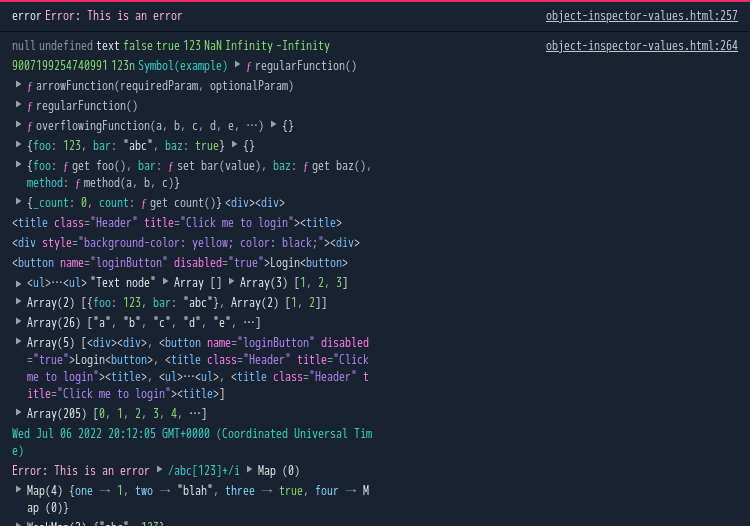 error Error: This is an error object-inspector-values.html:257
null undefined text false true 123 NaN Infinity -Infinity object-inspector-values.html:264
9007199254740991 123n Symbol(example) ▶ ƒ regularFunction()
▶ ƒ arrowFunction(requiredParam, optionalParam)
▶ ƒ regularFunction()
▶ ƒ overflowingFunction(a, b, c, d, e, …) ▶ {}
▶ {foo: 123, bar: "abc", baz: true} ▶ {}
▶ {foo: ƒ get foo(), bar: ƒ set bar(value), baz: ƒ get baz(),
method: ƒ method(a, b, c)}
▶ {_count: 0, count: ƒ get count()} <div><div>
<title class="Header" title="Click me to login"><title>
<div style="background-color: yellow; color: black;"><div>
<button name="loginButton" disabled="true">Login<button>
▶ <ul>…<ul> "Text node" ▶ Array [] ▶ Array(3) [1, 2, 3]
▶ Array(2) [{foo: 123, bar: "abc"}, Array(2) [1, 2]]
▶ Array(26) ["a", "b", "c", "d", "e", …]
▶ Array(5) [<div><div>, <button name="loginButton" disabled
="true">Login<button>, <title class="Header" title="Click
me to login"><title>, <ul>…<ul>, <title class="Header" t
itle="Click me to login"><title>]
▶ Array(205) [0, 1, 2, 3, 4, …]
Wed Jul 06 2022 20:12:05 GMT+0000 (Coordinated Universal Tim
e)
Error: This is an error ▶ /abc[123]+/i ▶ Map (0)
▶ Map(4) {one → 1, two → "blah", three → true, four → M
ap (0)}
▶ WeakMap(2) {"abc", 123}